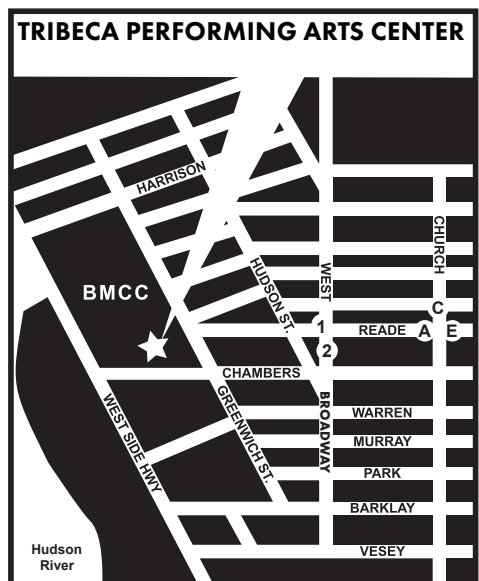 TRIBECA PERFORMING ARTS CENTER
HARRISON
CHURCH
BMCC
HUDSON ST.
WEST
C
1
READE
A
E
2
CHAMBERS
WEST SIDE HWY
GREENWICH ST.
BROADWAY
WARREN
MURRAY
PARK
BARKLAY
VESEY
Hudson
River